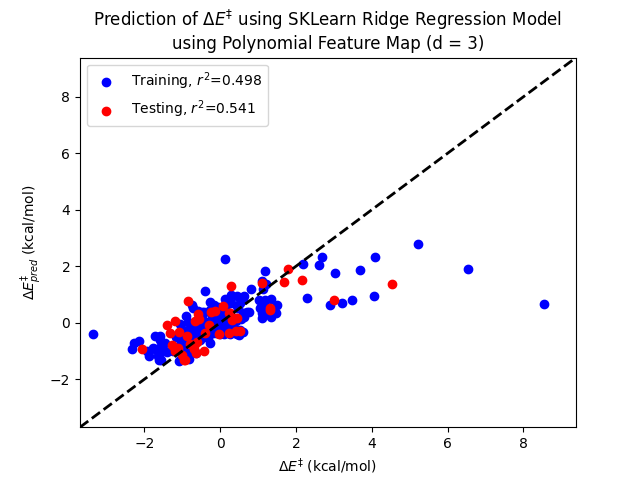 Prediction of ΔE‡ using SKLearn Ridge Regression Model
using Polynomial Feature Map (d = 3)
Training, r²=0.498
Testing, r²=0.541
8
6
4
2
0
−2
ΔE‡pred (kcal/mol)
−2 0 2 4 6 8
ΔE‡ (kcal/mol)